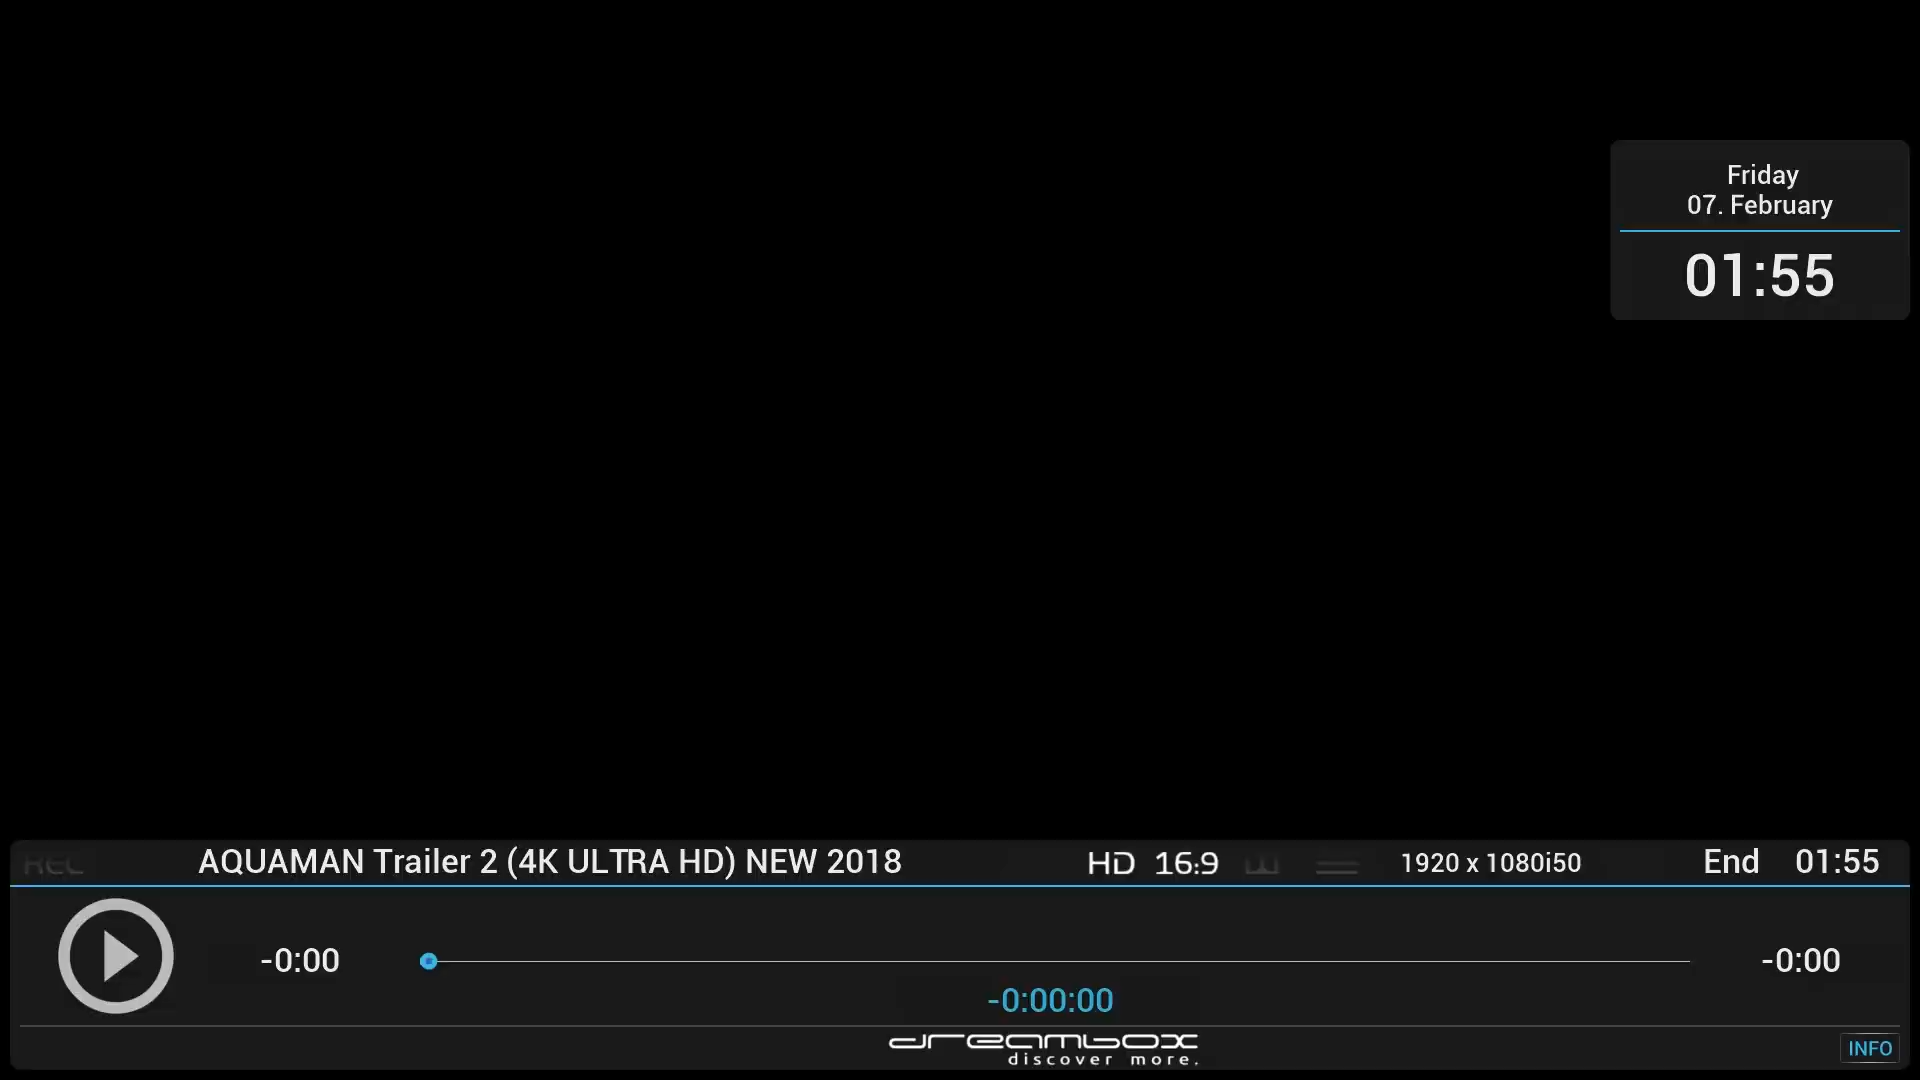 Friday
07. February
01:55
REC
AQUAMAN Trailer 2 (4K ULTRA HD) NEW 2018
HD 16:9
1920 x 1080i50
End 01:55
-0:00
-0:00
-0:00:00
dreambox
discover more.
INFO